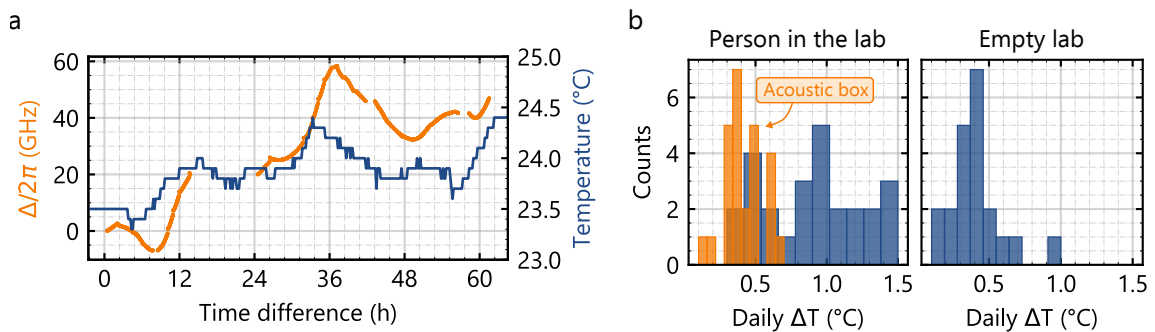 a
Δ/2π (GHz)
60
40
20
0
0
12
24
36
48
60
Time difference (h)
25.0
24.5
24.0
23.5
23.0
Temperature (°C)
b
Person in the lab
Acoustic box
Counts
6
4
2
0
0.5
1.0
1.5
Daily ΔT (°C)
Empty lab
0.5
1.0
1.5
Daily ΔT (°C)